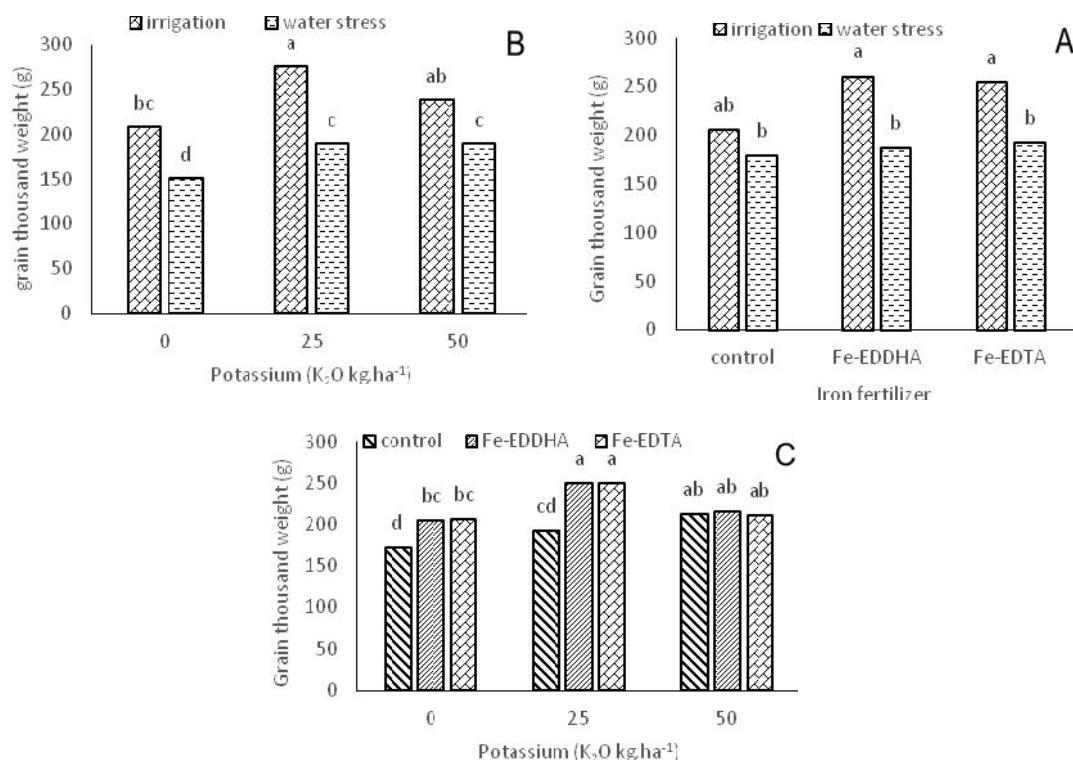 irrigation water stress
B
300
250
200
150
100
50
0
grain thousand weight (g)
bc
d
a
c
ab
c
0 25 50
Potassium (K₂O kg.ha⁻¹)
irrigation water stress
A
300
250
200
150
100
50
0
Grain thousand weight (g)
ab
b
a
b
a
b
control Fe-EDDHA Fe-EDTA
Iron fertilizer
control Fe-EDDHA Fe-EDTA
C
300
250
200
150
100
50
0
Grain thousand weight (g)
d
bc
bc
cd
a
a
ab
ab
ab
0 25 50
Potassium (K₂O kg.ha⁻¹)